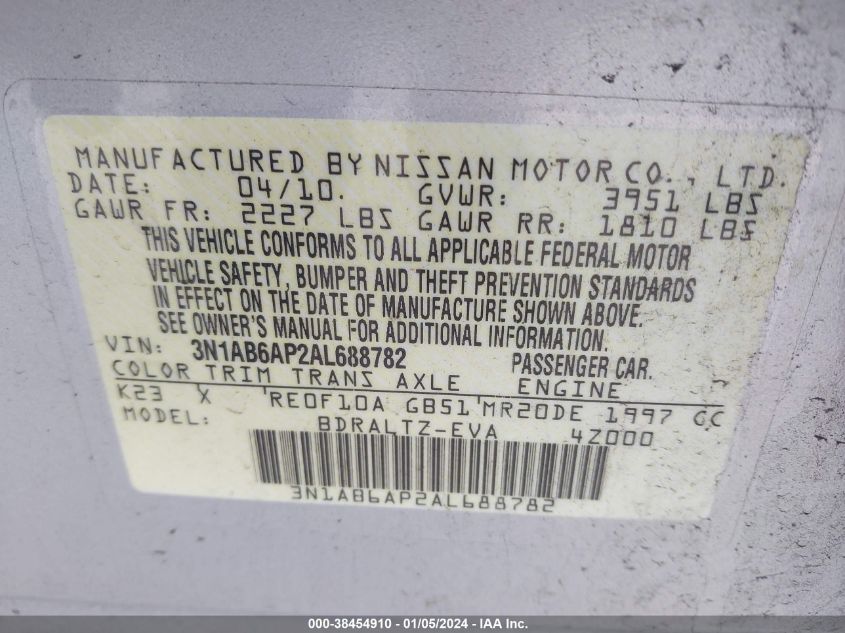 MANUFACTURED BY NISSAN MOTOR CO., LTD.
DATE: 04/10. GVWR: 3951 LBS
GAWR FR: 2227 LBS GAWR RR: 1810 LBS
THIS VEHICLE CONFORMS TO ALL APPLICABLE FEDERAL MOTOR
VEHICLE SAFETY, BUMPER AND THEFT PREVENTION STANDARDS
IN EFFECT ON THE DATE OF MANUFACTURE SHOWN ABOVE.
SEE OWNER'S MANUAL FOR ADDITIONAL INFORMATION.
VIN: 3N1AB6AP2AL688782 PASSENGER CAR.
COLOR TRIM TRANS AXLE ENGINE
K23 X RE0F10A GB51 MR20DE 1997 CC
MODEL: BDRALTZ-EVA 4Z000
3N1AB6AP2AL688782
000-38454910 — 01/05/2024 — IAA Inc.